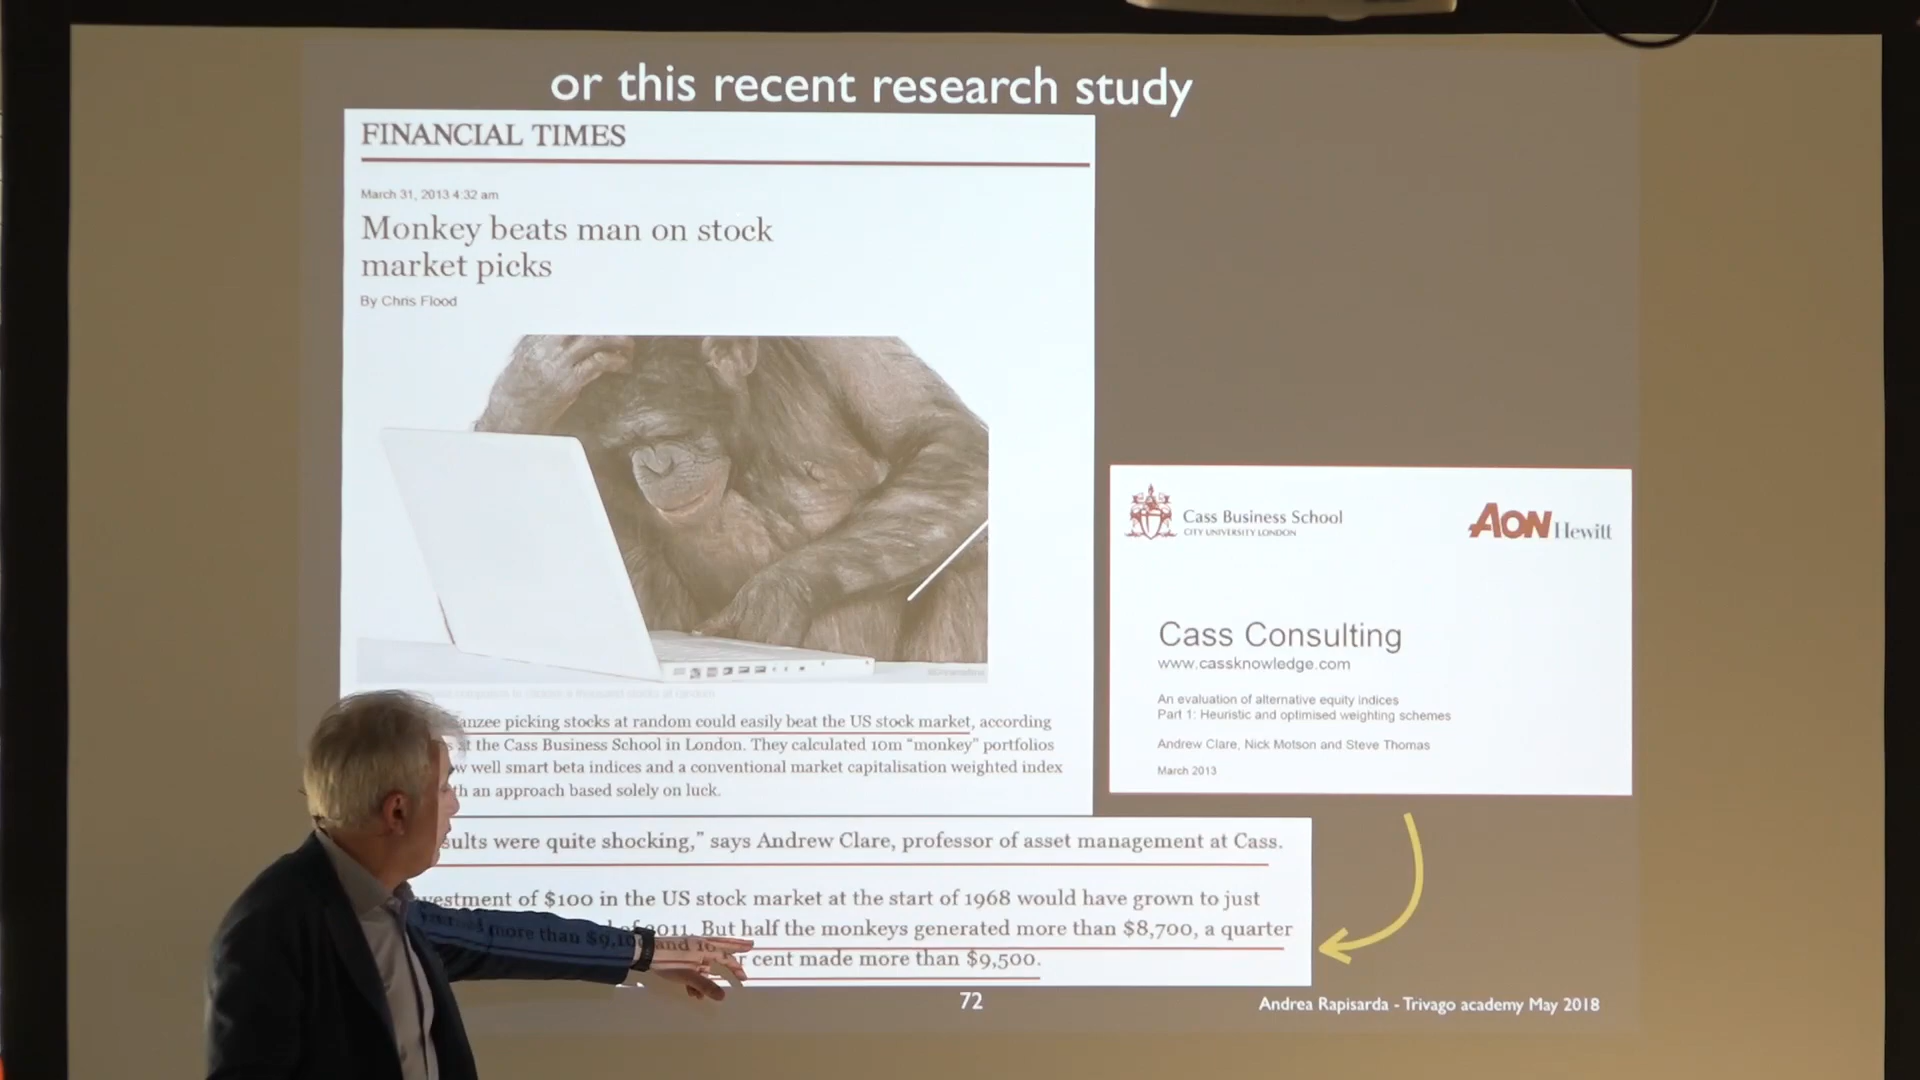 or this recent research study
FINANCIAL TIMES
March 31, 2013 4:32 am
Monkey beats man on stock
market picks
By Chris Flood
anzee picking stocks at random could easily beat the US stock market, according
at the Cass Business School in London. They calculated 10m “monkey” portfolios
well smart beta indices and a conventional market capitalisation weighted index
an approach based solely on luck.
sults were quite shocking,” says Andrew Clare, professor of asset management at Cass.
vestment of $100 in the US stock market at the start of 1968 would have grown to just
2011. But half the monkeys generated more than $8,700, a quarter
more than $9,100 and 10
cent made more than $9,500.
Cass Business School
CITY UNIVERSITY LONDON
AON Hewitt
Cass Consulting
www.cassknowledge.com
An evaluation of alternative equity indices
Part 1: Heuristic and optimised weighting schemes
Andrew Clare, Nick Motson and Steve Thomas
March 2013
72
Andrea Rapisarda - Trivago academy May 2018